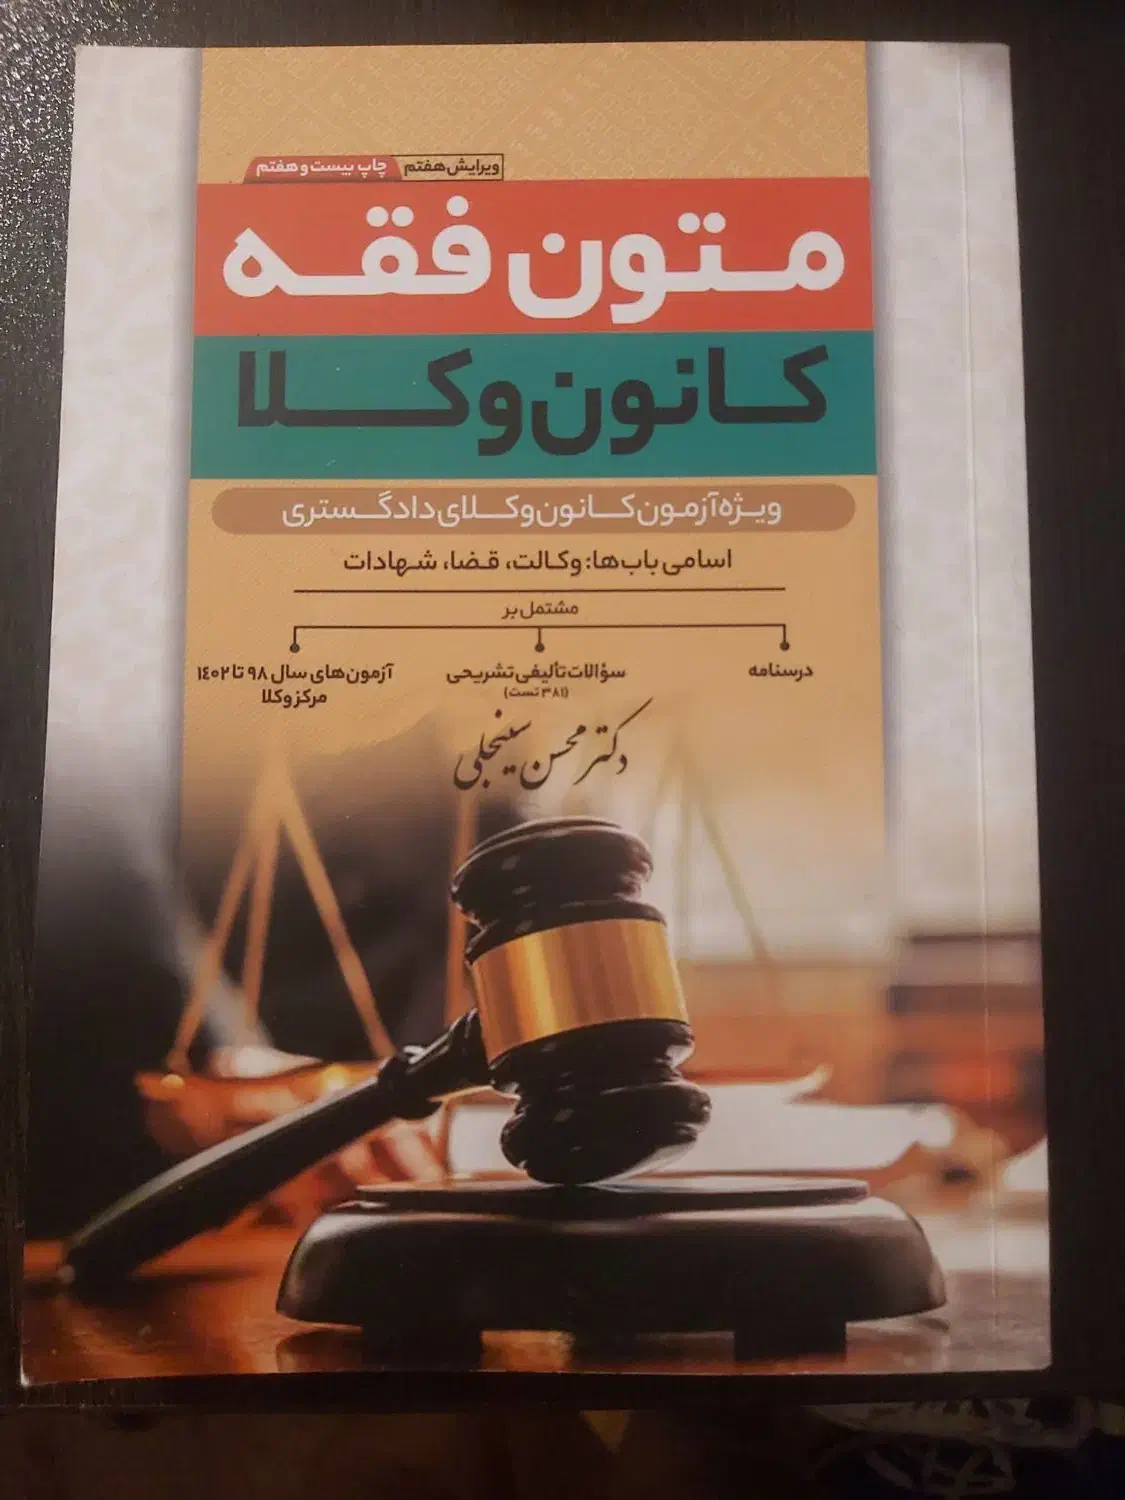 ویرایش هفتم چاپ بیست و هفتم
متون فقه
کانون وکلا
ویژه آزمون کانون وکلای دادگستری
اسامی باب‌ها: وکالت، قضا، شهادات
مشتمل بر
درسنامه
سؤالات تألیفی تشریحی
(۳۸۱ تست)
آزمون‌های سال ۹۸ تا ۱۴۰۲
مرکز وکلا
دکتر محسن سینجلی